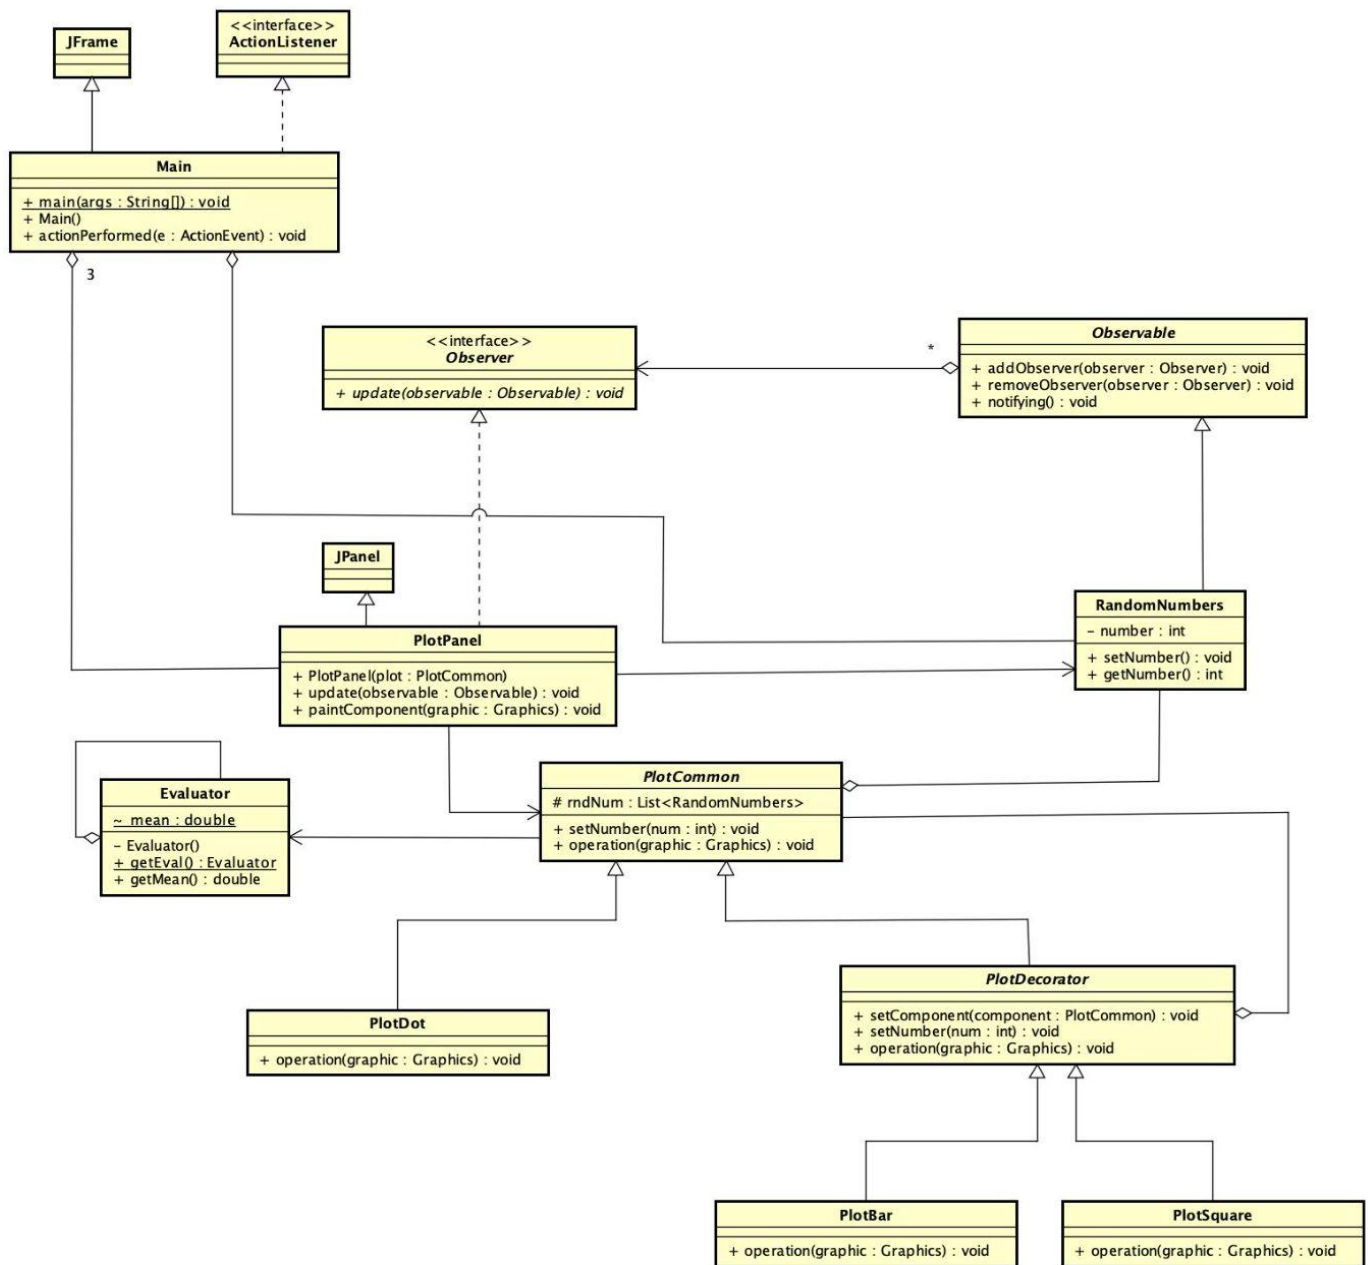 JFrame
<<interface>>
ActionListener
Main
+ main(args : String[]) : void
+ Main()
+ actionPerformed(e : ActionEvent) : void
3
<<interface>>
Observer
+ update(observable : Observable) : void
*
Observable
+ addObserver(observer : Observer) : void
+ removeObserver(observer : Observer) : void
+ notifying() : void
JPanel
PlotPanel
+ PlotPanel(plot : PlotCommon)
+ update(observable : Observable) : void
+ paintComponent(graphic : Graphics) : void
RandomNumbers
- number : int
+ setNumber() : void
+ getNumber() : int
Evaluator
~ mean : double
- Evaluator()
+ getEval() : Evaluator
+ getMean() : double
PlotCommon
# rndNum : List<RandomNumbers>
+ setNumber(num : int) : void
+ operation(graphic : Graphics) : void
PlotDot
+ operation(graphic : Graphics) : void
PlotDecorator
+ setComponent(component : PlotCommon) : void
+ setNumber(num : int) : void
+ operation(graphic : Graphics) : void
PlotBar
+ operation(graphic : Graphics) : void
PlotSquare
+ operation(graphic : Graphics) : void